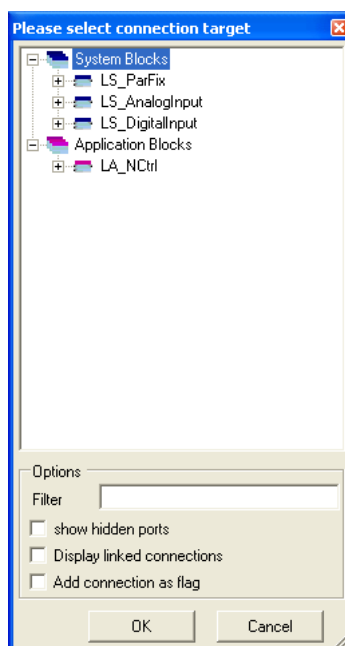 Please select connection target
System Blocks
LS_ParFix
LS_AnalogInput
LS_DigitalInput
Application Blocks
LA_NCtrl
Options
Filter
show hidden ports
Display linked connections
Add connection as flag
OK Cancel